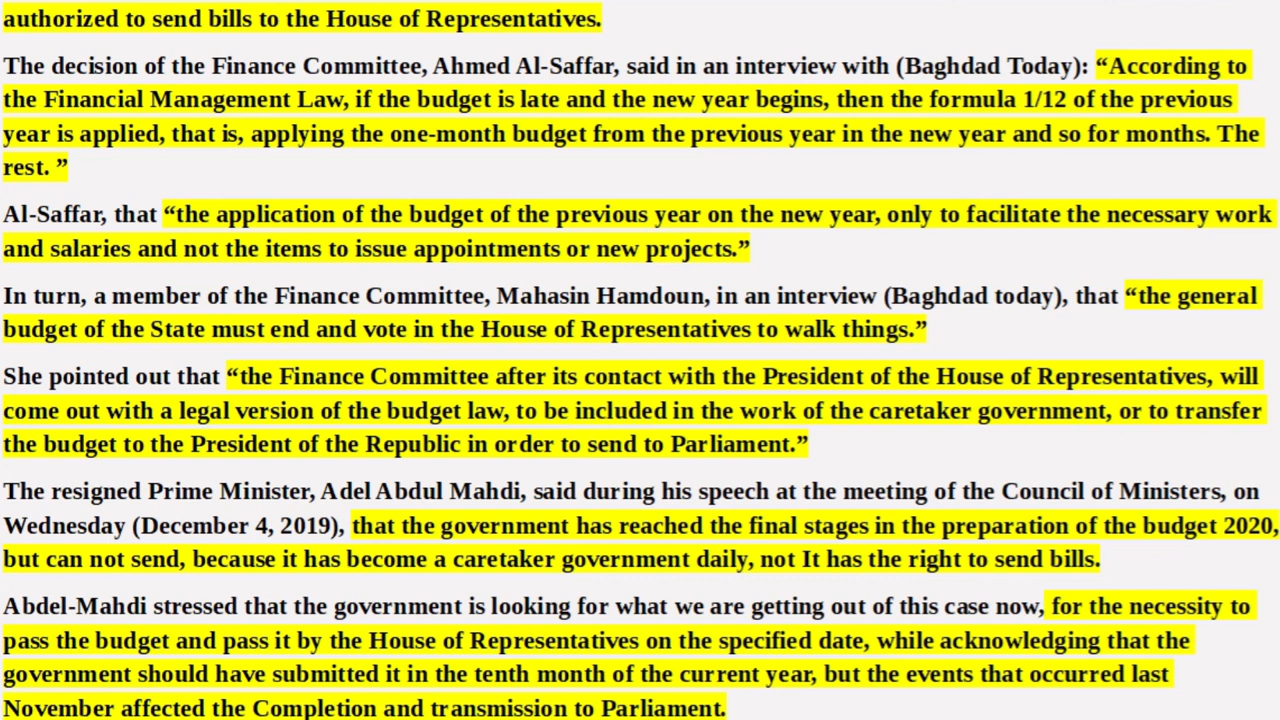 authorized to send bills to the House of Representatives.
The decision of the Finance Committee, Ahmed Al-Saffar, said in an interview with (Baghdad Today): “According to
the Financial Management Law, if the budget is late and the new year begins, then the formula 1/12 of the previous
year is applied, that is, applying the one-month budget from the previous year in the new year and so for months. The
rest. ”
Al-Saffar, that “the application of the budget of the previous year on the new year, only to facilitate the necessary work
and salaries and not the items to issue appointments or new projects.”
In turn, a member of the Finance Committee, Mahasin Hamdoun, in an interview (Baghdad today), that “the general
budget of the State must end and vote in the House of Representatives to walk things.”
She pointed out that “the Finance Committee after its contact with the President of the House of Representatives, will
come out with a legal version of the budget law, to be included in the work of the caretaker government, or to transfer
the budget to the President of the Republic in order to send to Parliament.”
The resigned Prime Minister, Adel Abdul Mahdi, said during his speech at the meeting of the Council of Ministers, on
Wednesday (December 4, 2019), that the government has reached the final stages in the preparation of the budget 2020,
but can not send, because it has become a caretaker government daily, not It has the right to send bills.
Abdel-Mahdi stressed that the government is looking for what we are getting out of this case now, for the necessity to
pass the budget and pass it by the House of Representatives on the specified date, while acknowledging that the
government should have submitted it in the tenth month of the current year, but the events that occurred last
November affected the Completion and transmission to Parliament.